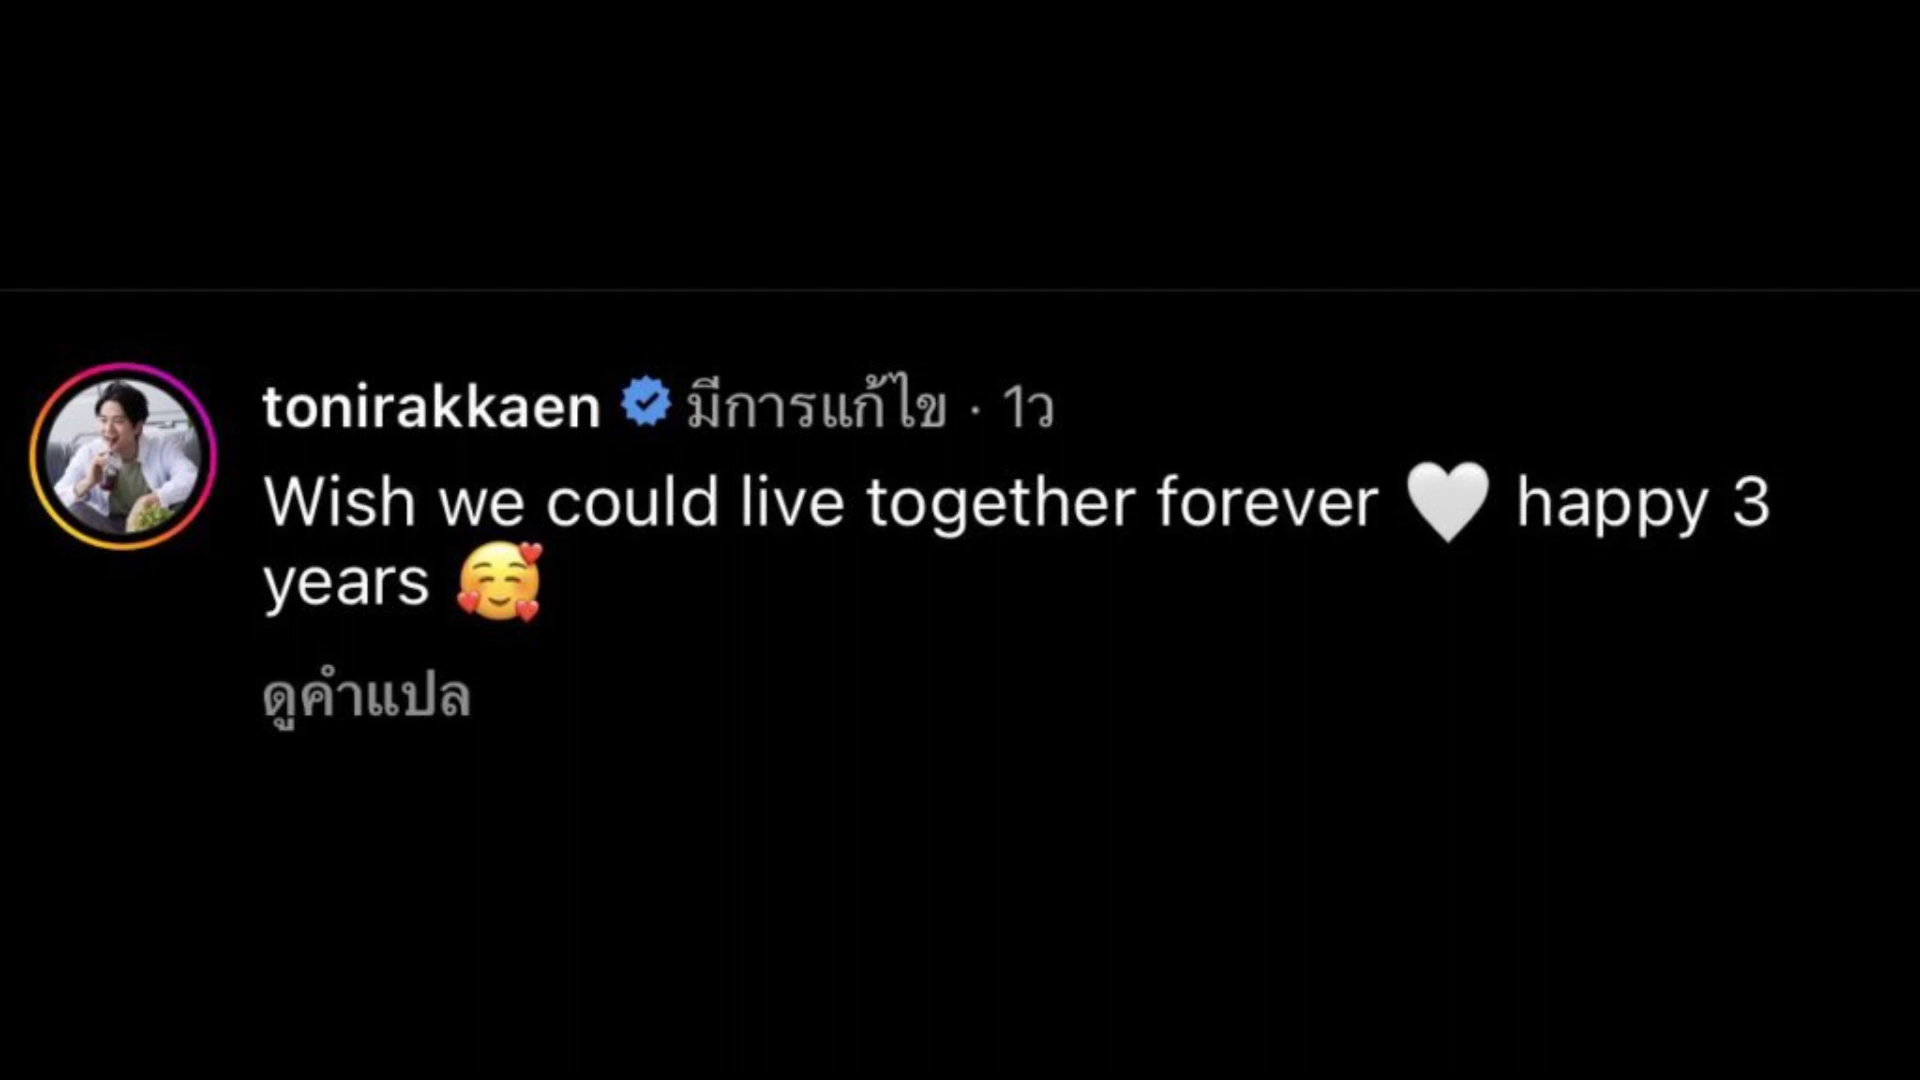 tonirakkaen มีการแก้ไข · 1ว
Wish we could live together forever 🤍 happy 3
years 🥰
ดูคำแปล